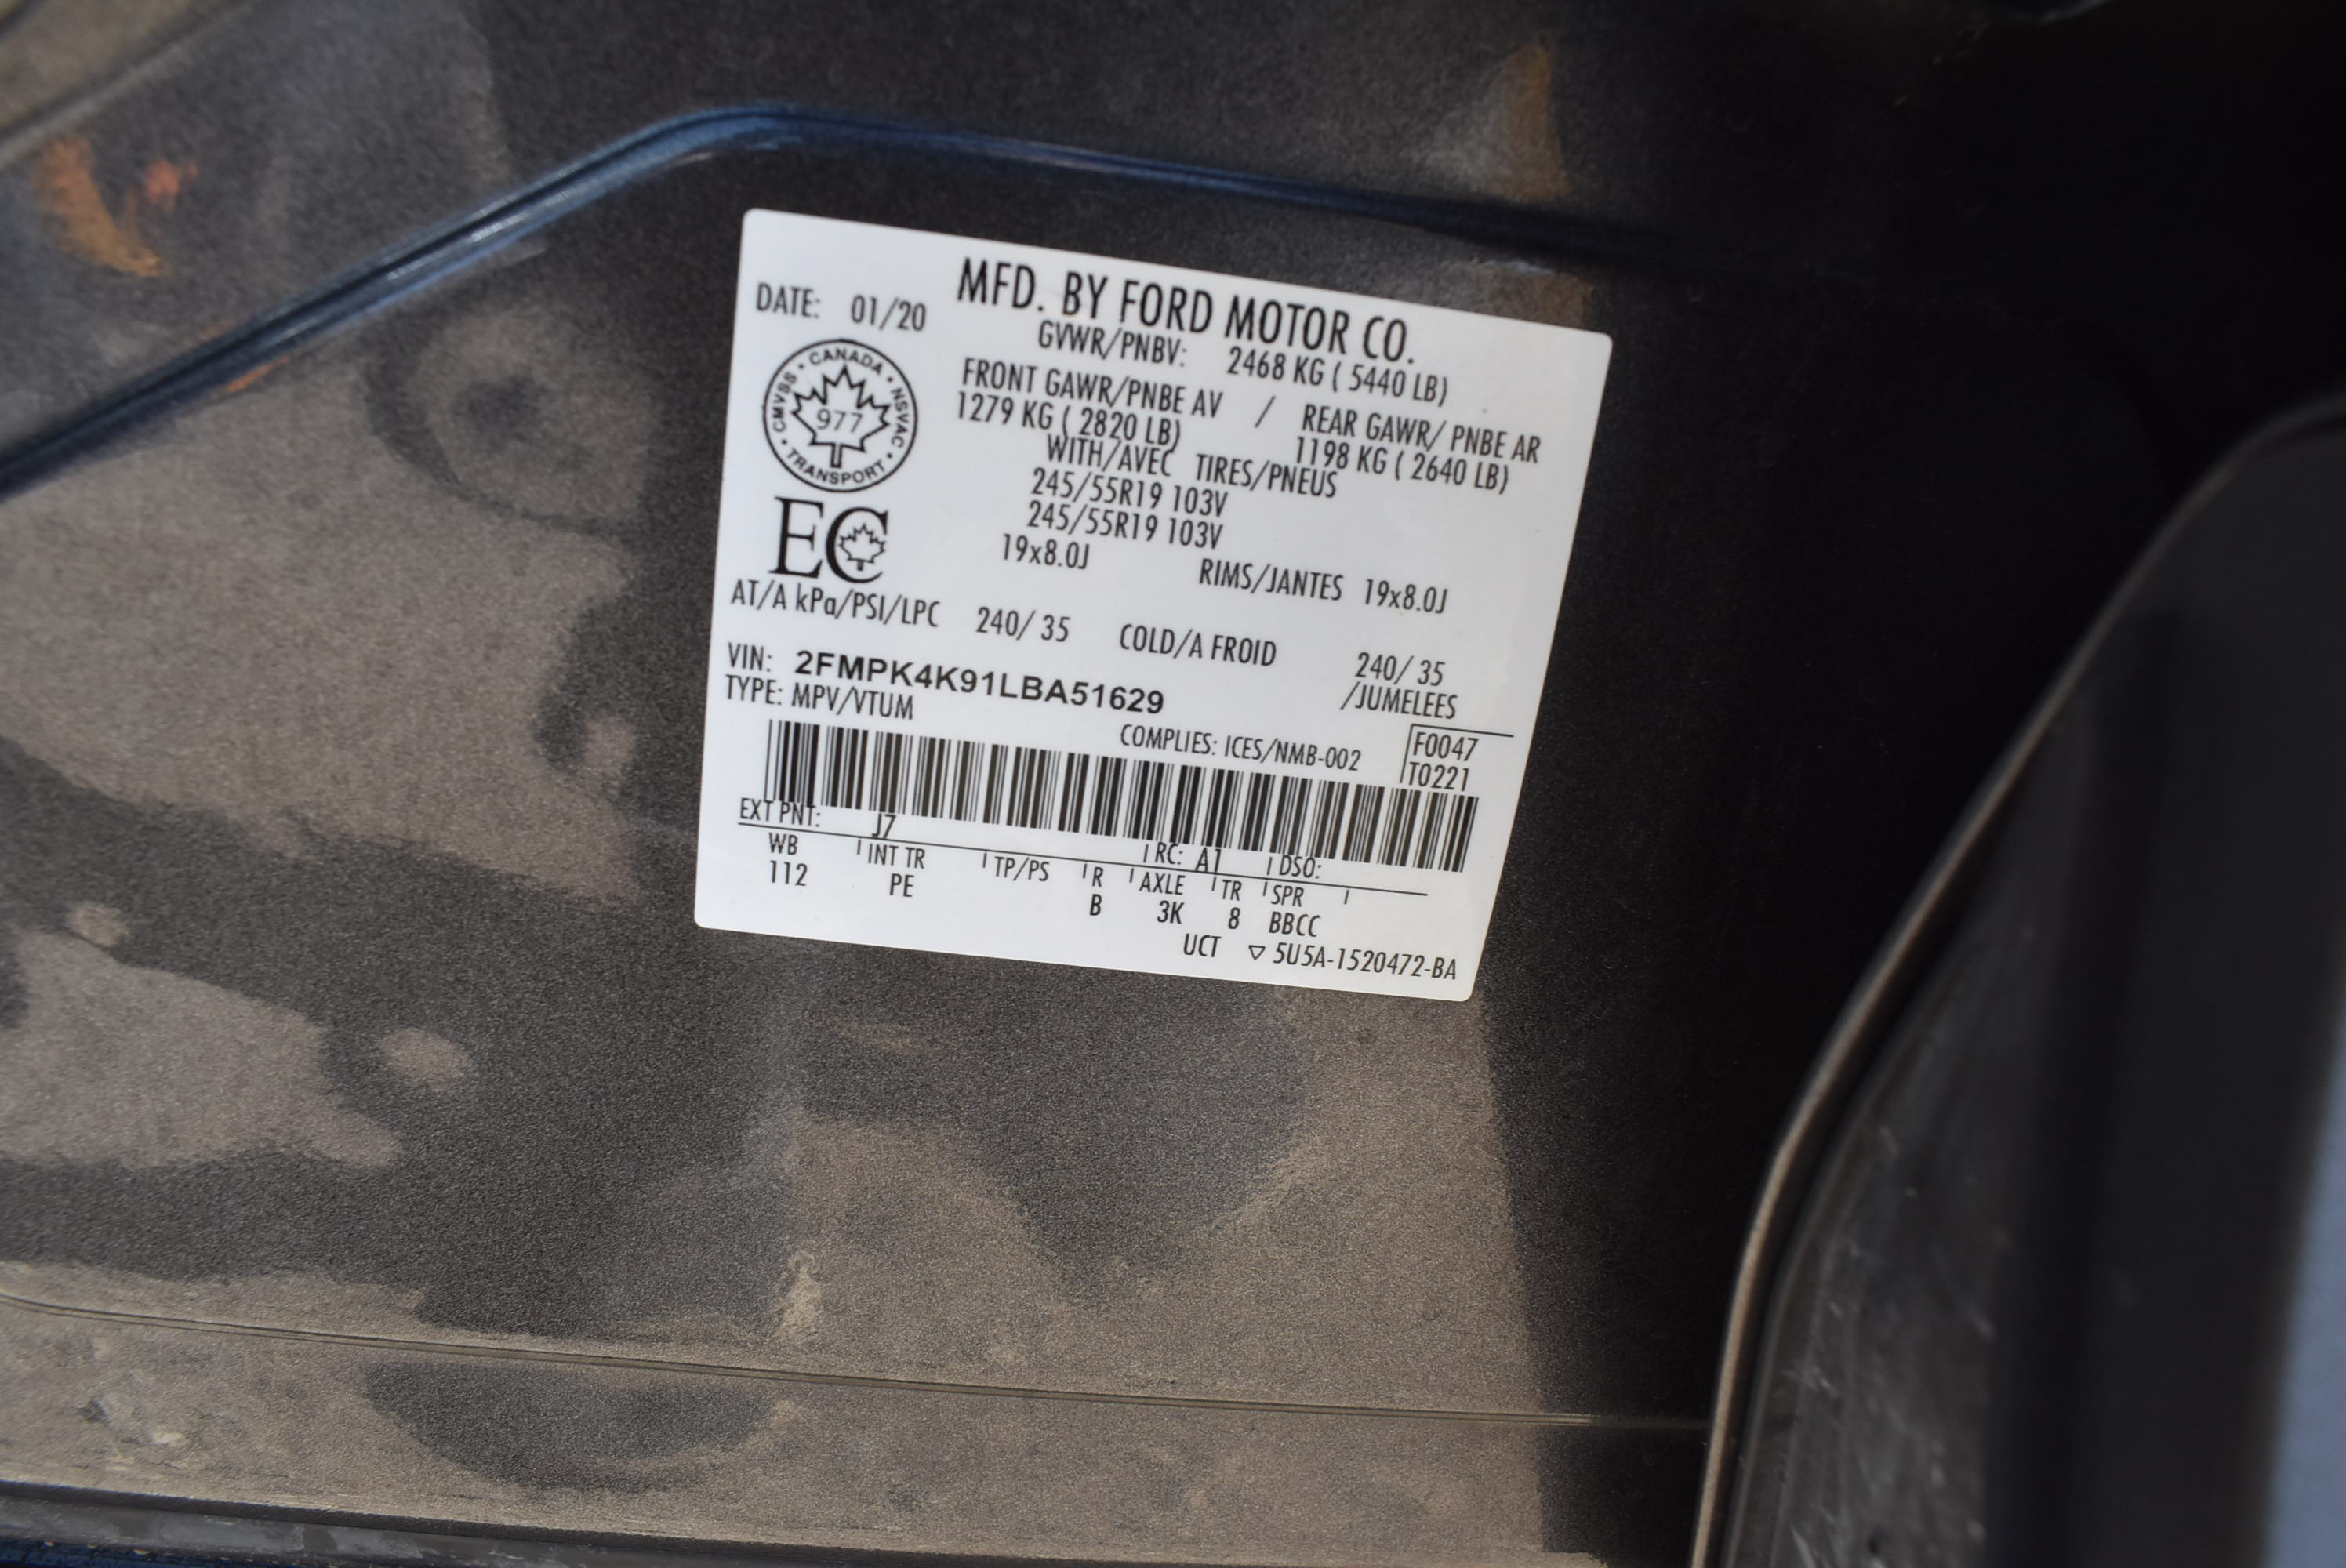 MFD. BY FORD MOTOR CO.
DATE: 01/20
GVWR/PNBV: 2468 KG ( 5440 LB)
FRONT GAWR/PNBE AV / REAR GAWR/ PNBE AR
1279 KG ( 2820 LB) 1198 KG ( 2640 LB)
WITH/AVEC TIRES/PNEUS
245/55R19 103V
245/55R19 103V
19x8.0J RIMS/JANTES 19x8.0J
CANADA • NSVAC • TRANSPORT • CMVSS •
977
EC
AT/A kPa/PSI/LPC 240/ 35 COLD/A FROID 240/ 35
VIN: 2FMPK4K91LBA51629 /JUMELEES
TYPE: MPV/VTUM
COMPLIES: ICES/NMB-002
F0047
T0221
EXT PNT: J7 RC: A1 DSO:
WB INT TR TP/PS R AXLE TR SPR
112 PE B 3K 8 BBCC
UCT ▽ 5U5A-1520472-BA